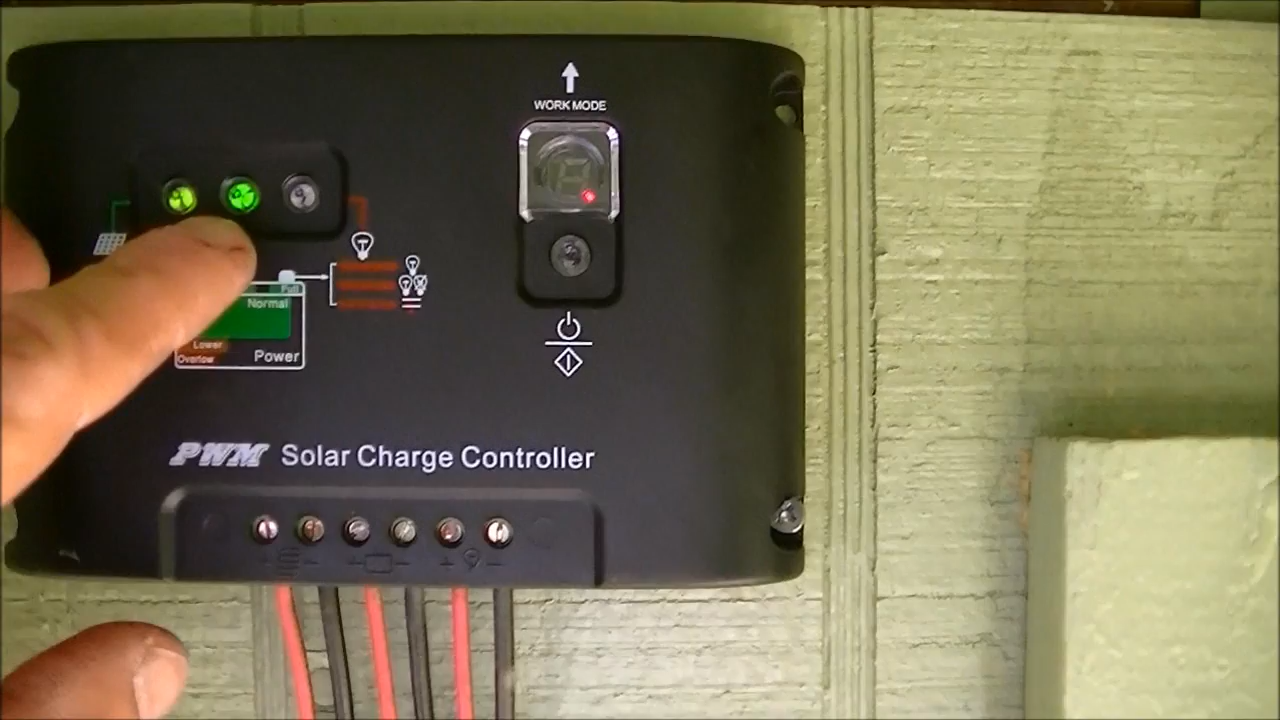 WORK MODE
Full
Normal
Lower
Overlow
Power
PWM Solar Charge Controller